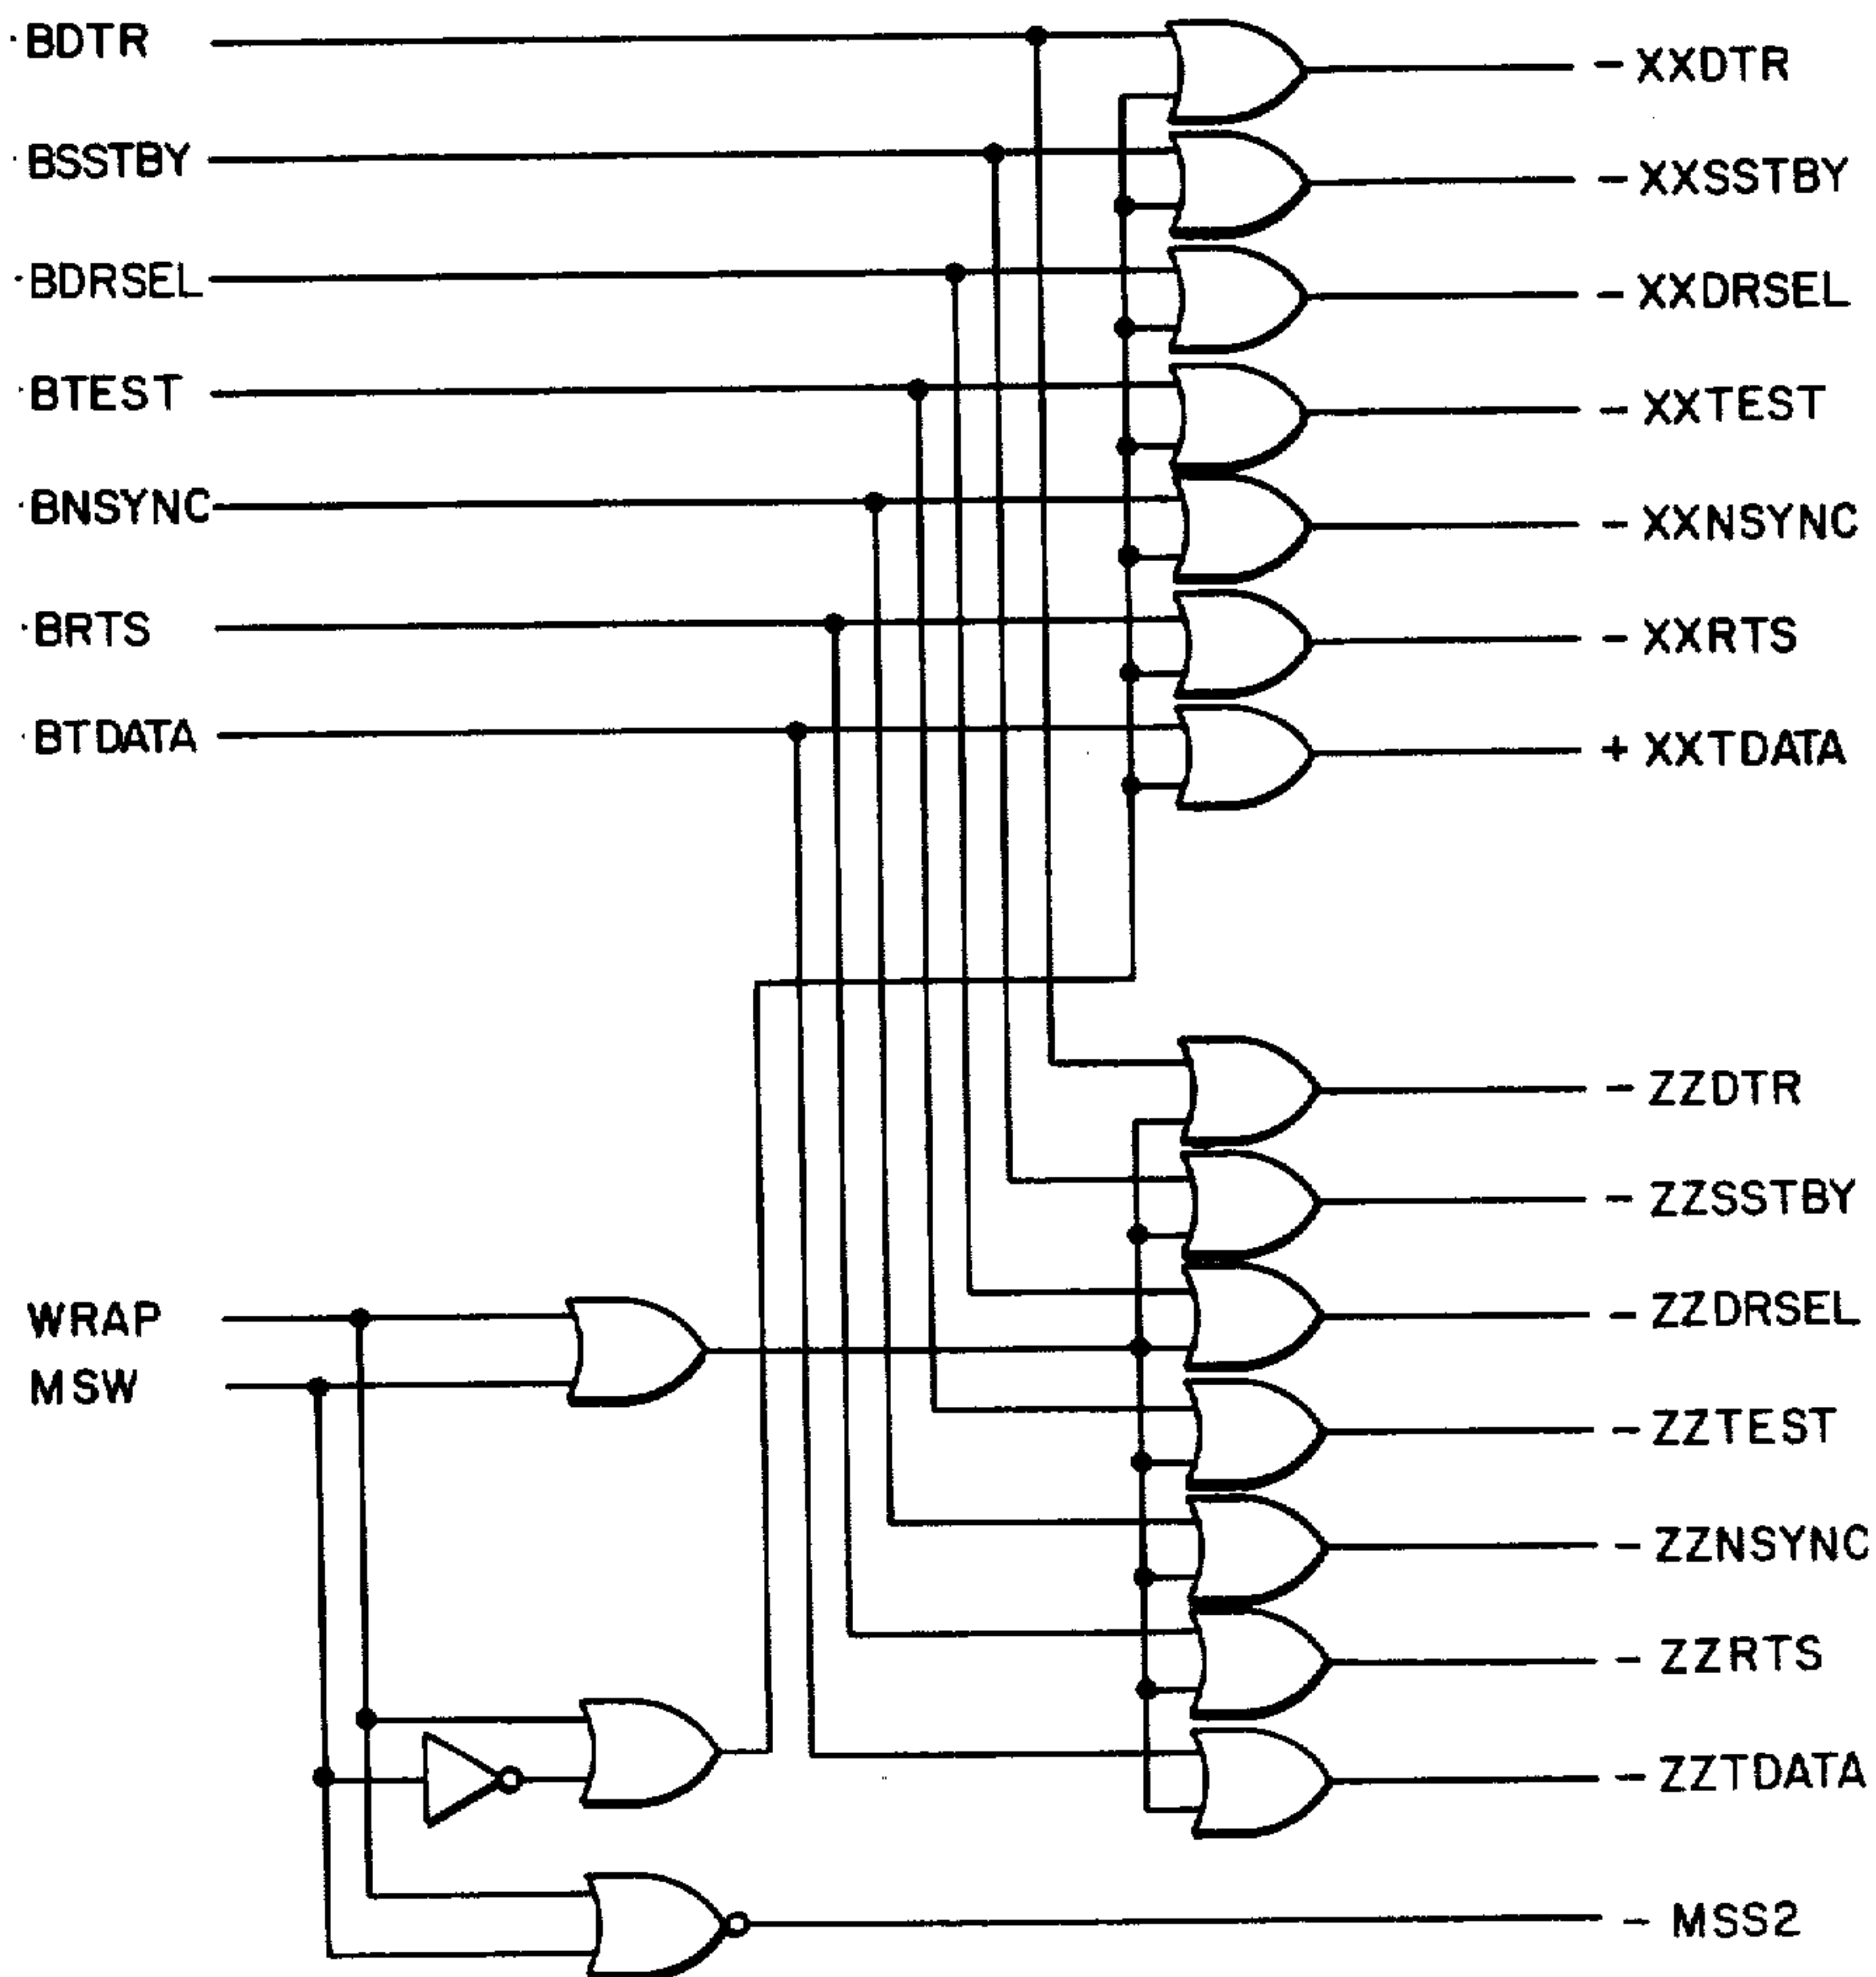 BDTR
BSSTBY
BDRSEL
BTEST
BNSYNC
BRTS
BTDATA
- XXDTR
- XXSSTBY
- XXDRSEL
- XXTEST
- XXNSYNC
- XXRTS
+ XXTDATA
WRAP
MSW
- ZZDTR
- ZZSSTBY
- ZZDRSEL
- ZZTEST
- ZZNSYNC
- ZZRTS
- ZZTDATA
- MSS2